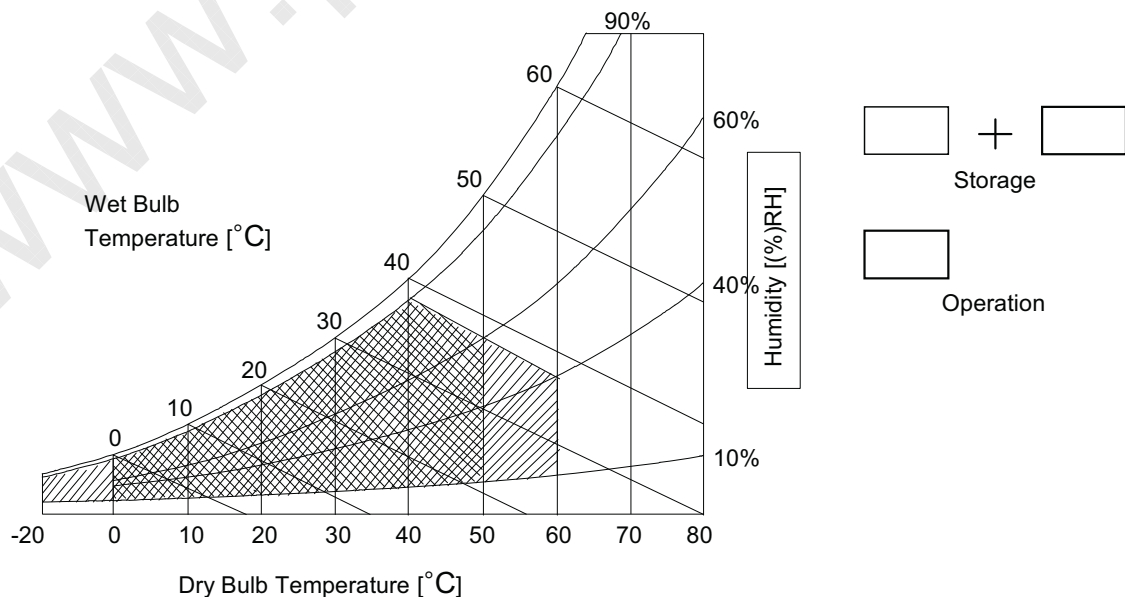 www.p
90%
60
60%
50
Wet Bulb
Temperature [°C]
40
40%
30
20
10
0
10%
-20 0 10 20 30 40 50 60 70 80
Dry Bulb Temperature [°C]
Humidity [(%)RH]
+
Storage
Operation